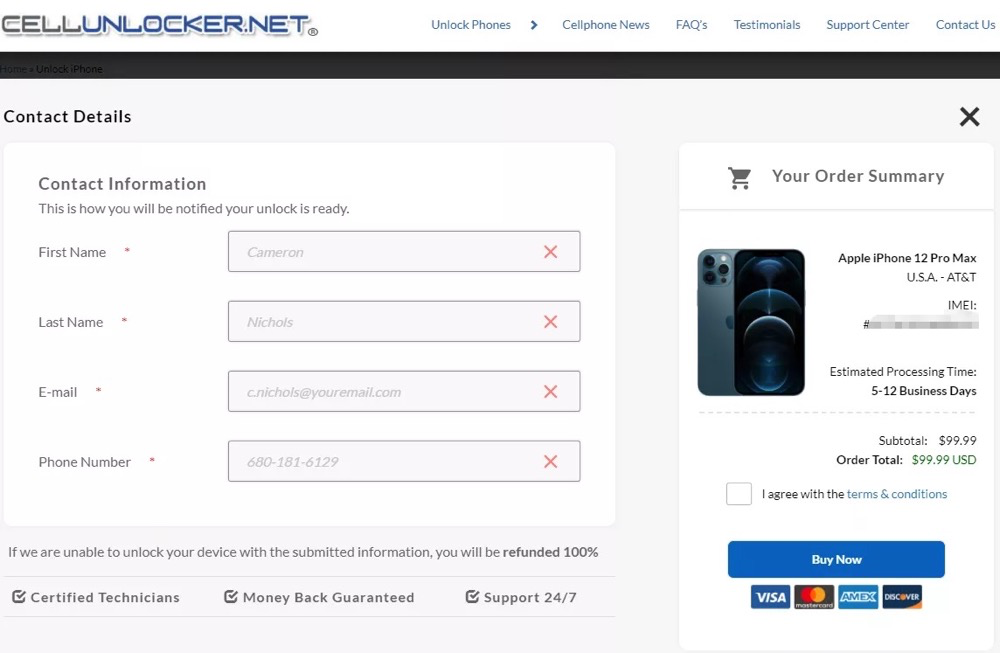 CELLUNLOCKER.NET®
Unlock Phones
Cellphone News
FAQ's
Testimonials
Support Center
Contact Us
Home » Unlock iPhone
Contact Details
Contact Information
This is how you will be notified your unlock is ready.
First Name *
Cameron
Last Name *
Nichols
E-mail *
c.nichols@youremail.com
Phone Number *
680-181-6129
If we are unable to unlock your device with the submitted information, you will be refunded 100%
Certified Technicians
Money Back Guaranteed
Support 24/7
Your Order Summary
Apple iPhone 12 Pro Max
U.S.A. - AT&T
IMEI:
#
Estimated Processing Time:
5-12 Business Days
Subtotal: $99.99
Order Total: $99.99 USD
I agree with the terms & conditions
Buy Now
VISA
mastercard
AMEX
DISCOVER